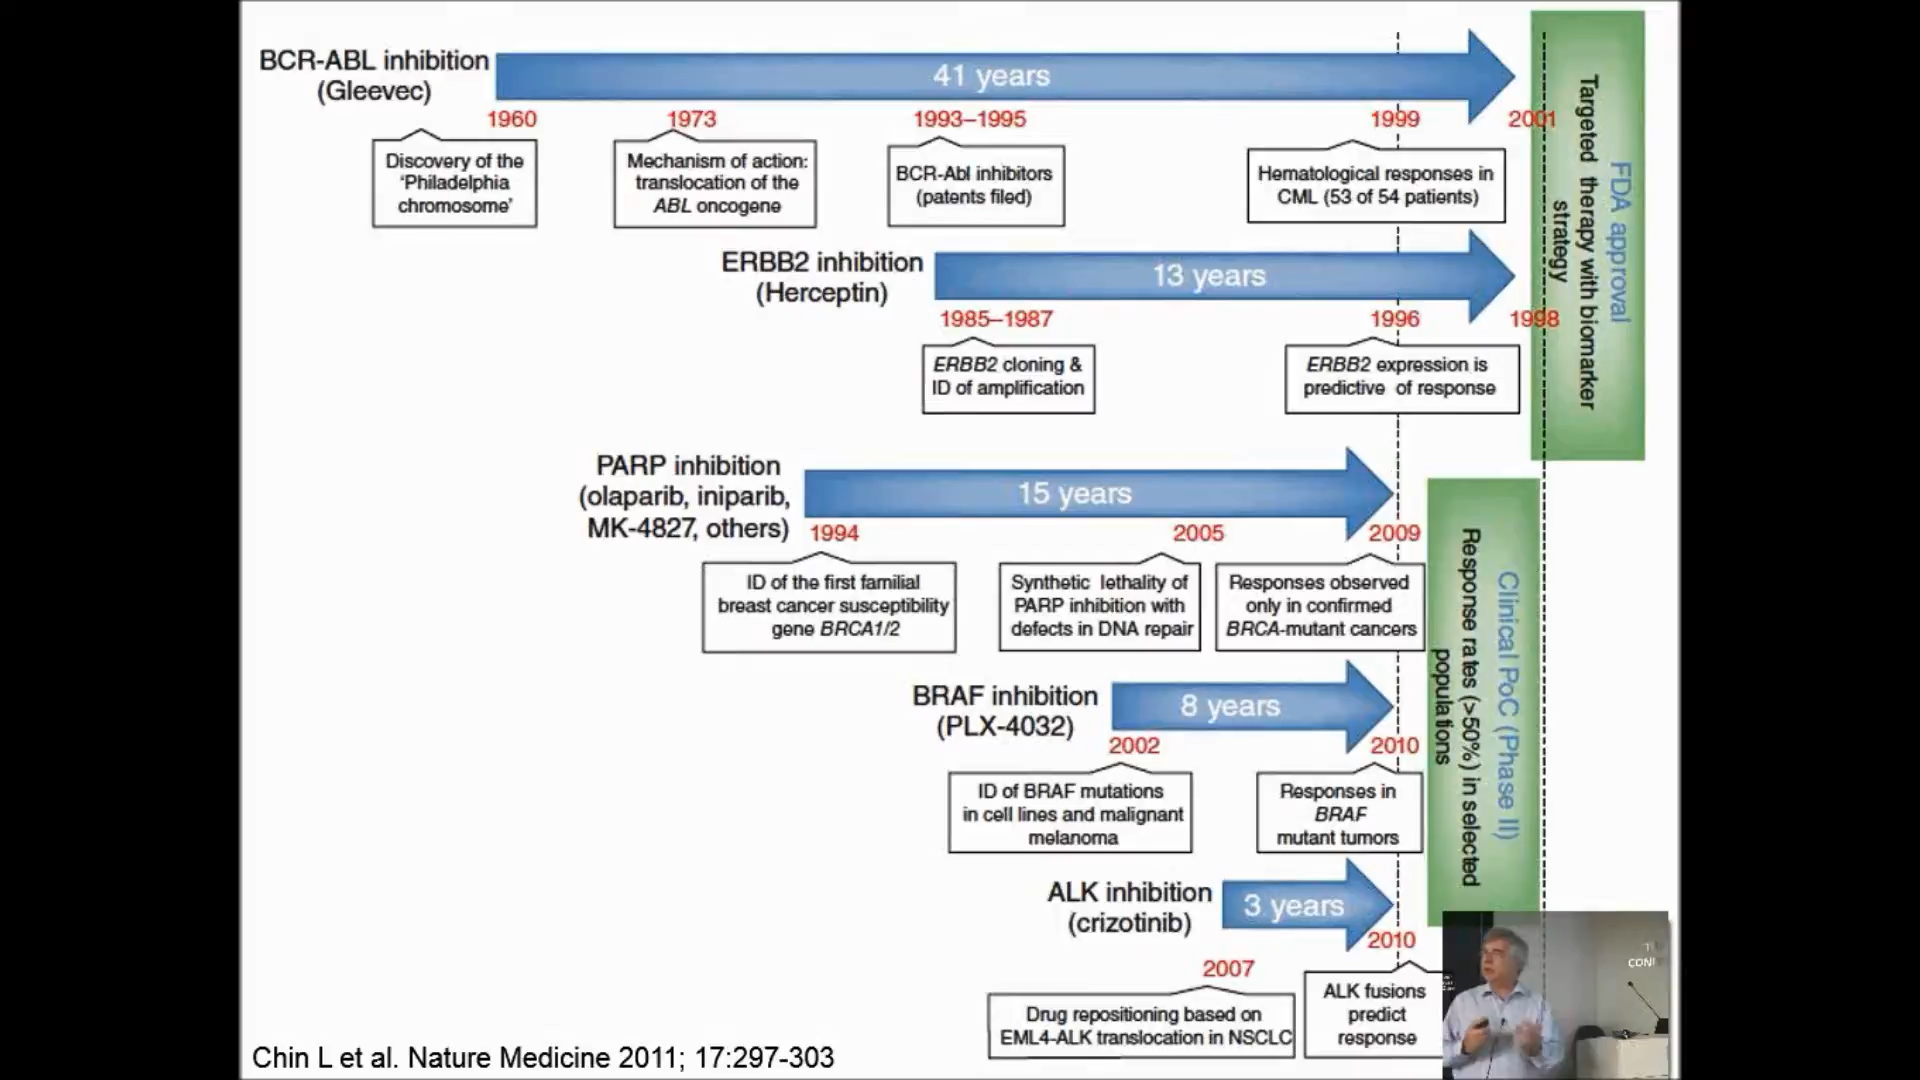 BCR-ABL inhibition
(Gleevec)
41 years
1960
1973
1993–1995
1999
2001
Discovery of the
'Philadelphia
chromosome'
Mechanism of action:
translocation of the
ABL oncogene
BCR-Abl inhibitors
(patents filed)
Hematological responses in
CML (53 of 54 patients)
ERBB2 inhibition
(Herceptin)
13 years
1985–1987
1996
1998
ERBB2 cloning &
ID of amplification
ERBB2 expression is
predictive of response
FDA approval
Targeted therapy with biomarker
strategy
PARP inhibition
(olaparib, iniparib,
MK-4827, others)
15 years
1994
2005
2009
ID of the first familial
breast cancer susceptibility
gene BRCA1/2
Synthetic lethality of
PARP inhibition with
defects in DNA repair
Responses observed
only in confirmed
BRCA-mutant cancers
BRAF inhibition
(PLX-4032)
8 years
2002
2010
ID of BRAF mutations
in cell lines and malignant
melanoma
Responses in
BRAF
mutant tumors
Clinical PoC (Phase II)
Response rates (>50%) in selected
populations
ALK inhibition
(crizotinib)
3 years
2007
2010
Drug repositioning based on
EML4-ALK translocation in NSCLC
ALK fusions
predict
response
Chin L et al. Nature Medicine 2011; 17:297-303